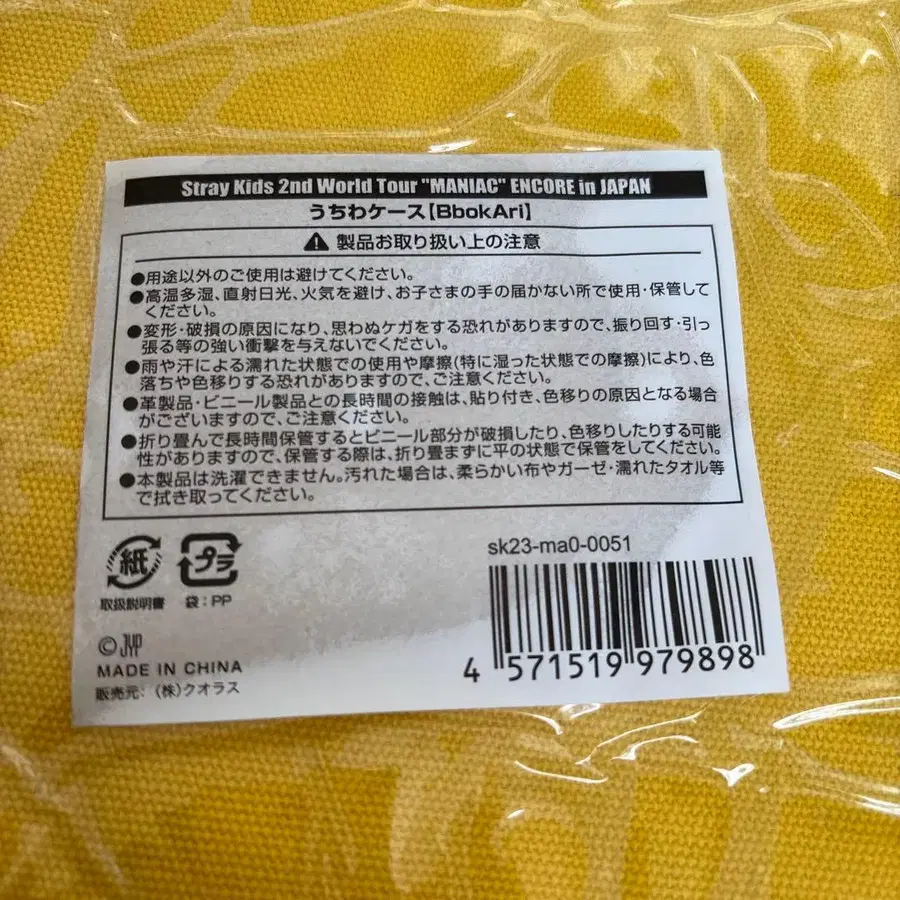 Stray Kids 2nd World Tour "MANIAC" ENCORE in JAPAN
うちわケース【BbokAri】
⚠ 製品お取り扱い上の注意
●用途以外のご使用は避けてください。
●高温多湿、直射日光、火気を避け、お子さまの手の届かない所で使用・保管して
ください。
●変形・破損の原因になり、思わぬケガをする恐れがありますので、振り回す・引っ
張る等の強い衝撃を与えないでください。
●雨や汗による濡れた状態での使用や摩擦(特に湿った状態での摩擦)により、色
落ちや色移りする恐れがありますので、ご注意ください。
●革製品・ビニール製品との長時間の接触は、貼り付き、色移りの原因となる場合
がございますので、ご注意ください。
●折り畳んで長時間保管するとビニール部分が破損したり、色移りしたりする可能
性がありますので、保管する際は、折り畳まずに平の状態で保管をしてください。
●本製品は洗濯できません。汚れた場合は、柔らかい布やガーゼ・濡れたタオル等
で拭き取ってください。
紙 プラ
取扱説明書 袋:PP
sk23-ma0-0051
4 571519 979898
© JYP
MADE IN CHINA
販売元:(株)クオラス